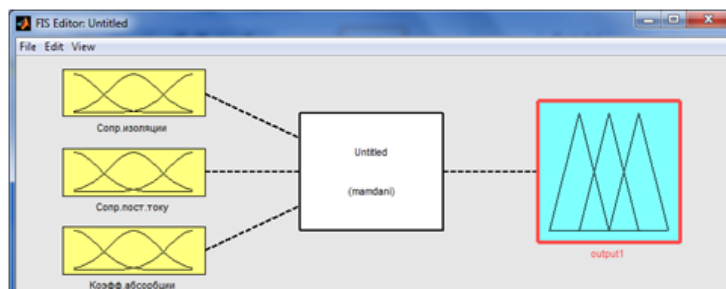 FIS Editor: Untitled
File Edit View
Сопр.изоляции
Untitled
Сопр.пост.току
(mamdani)
output1
Коэфф.абсорбции